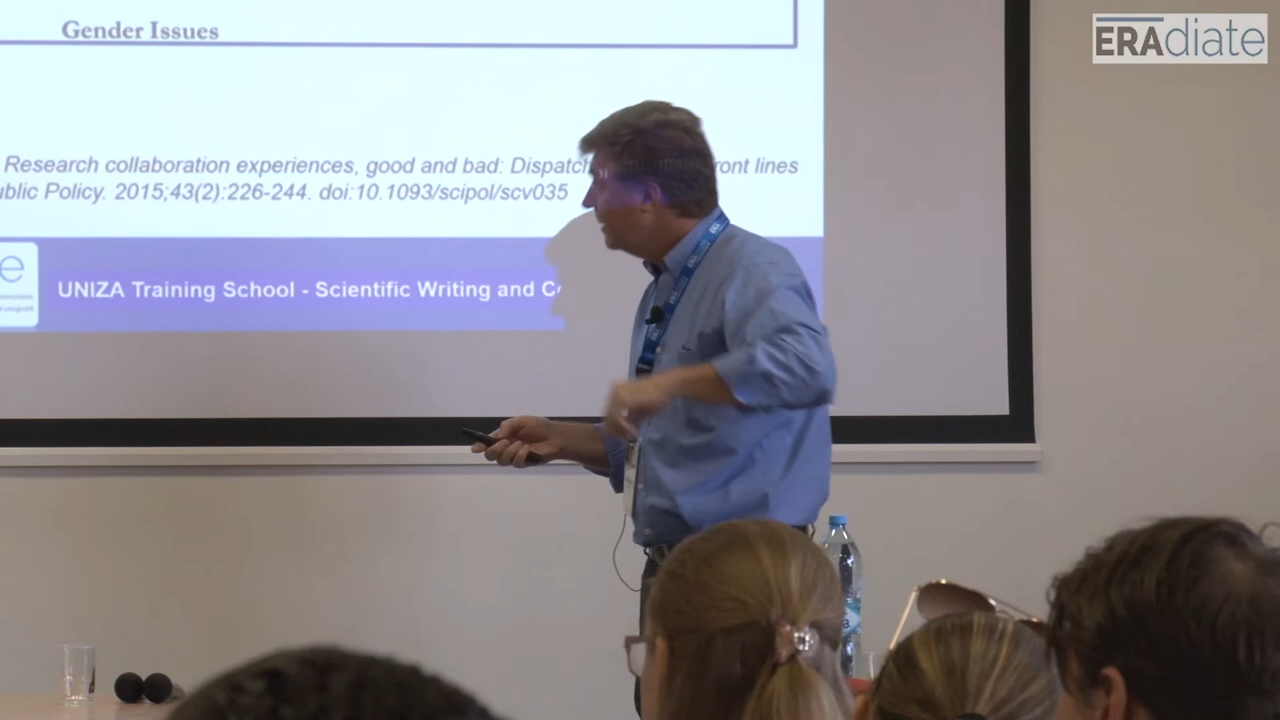 ERAdiate
Gender Issues
Research collaboration experiences, good and bad: Dispatch front lines
ublic Policy. 2015;43(2):226-244. doi:10.1093/scipol/scv035
e
UNIZA Training School - Scientific Writing and C